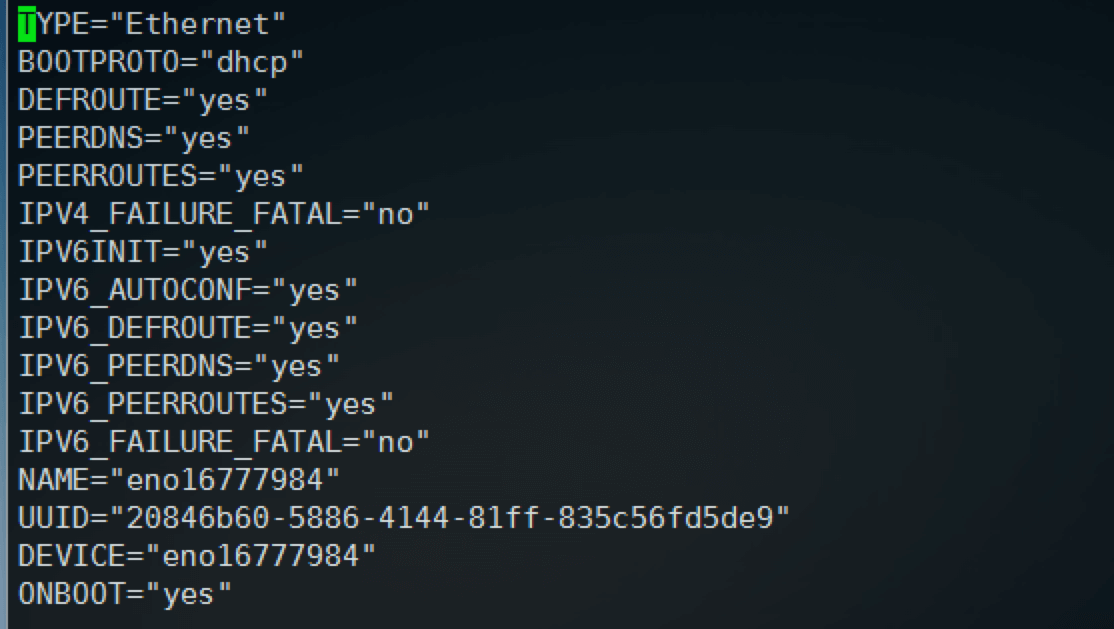 TYPE="Ethernet"
BOOTPROTO="dhcp"
DEFROUTE="yes"
PEERDNS="yes"
PEERROUTES="yes"
IPV4_FAILURE_FATAL="no"
IPV6INIT="yes"
IPV6_AUTOCONF="yes"
IPV6_DEFROUTE="yes"
IPV6_PEERDNS="yes"
IPV6_PEERROUTES="yes"
IPV6_FAILURE_FATAL="no"
NAME="eno16777984"
UUID="20846b60-5886-4144-81ff-835c56fd5de9"
DEVICE="eno16777984"
ONBOOT="yes"